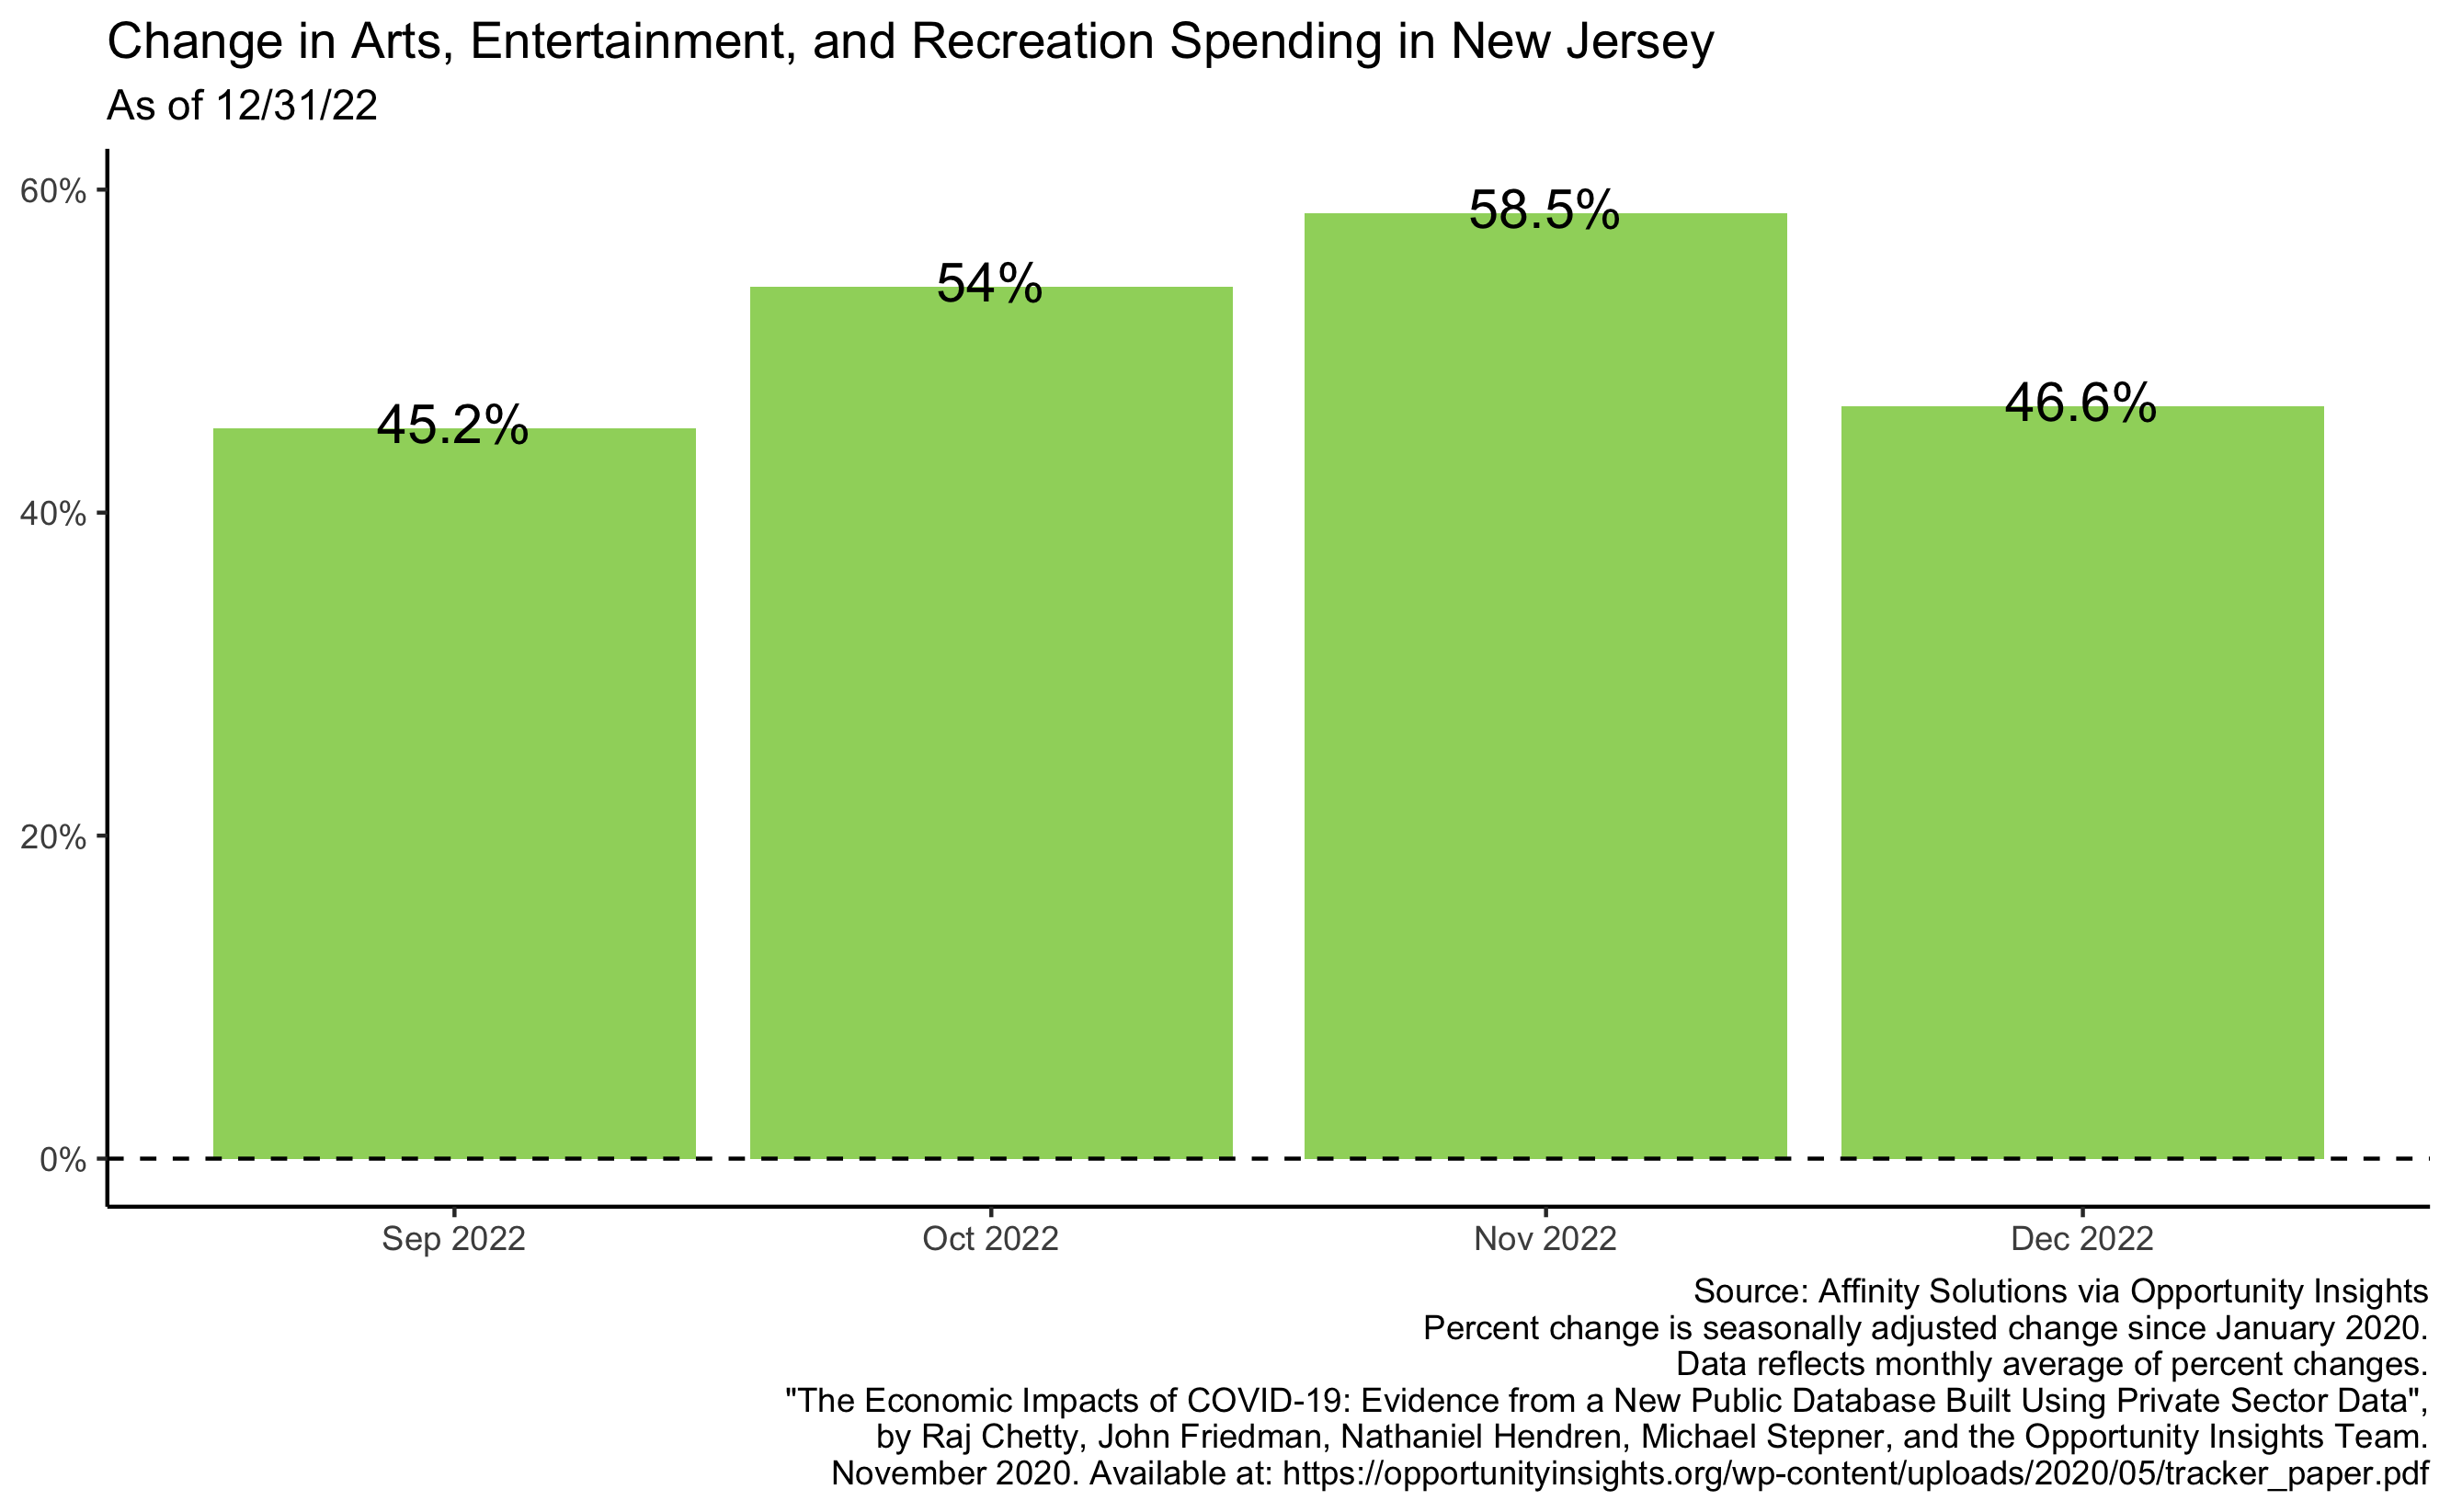 Change in Arts, Entertainment, and Recreation Spending in New Jersey
As of 12/31/22
60%
40%
20%
0%
45.2%
54%
58.5%
46.6%
Sep 2022
Oct 2022
Nov 2022
Dec 2022
Source: Affinity Solutions via Opportunity Insights
Percent change is seasonally adjusted change since January 2020.
Data reflects monthly average of percent changes.
"The Economic Impacts of COVID-19: Evidence from a New Public Database Built Using Private Sector Data",
by Raj Chetty, John Friedman, Nathaniel Hendren, Michael Stepner, and the Opportunity Insights Team.
November 2020. Available at: https://opportunityinsights.org/wp-content/uploads/2020/05/tracker_paper.pdf